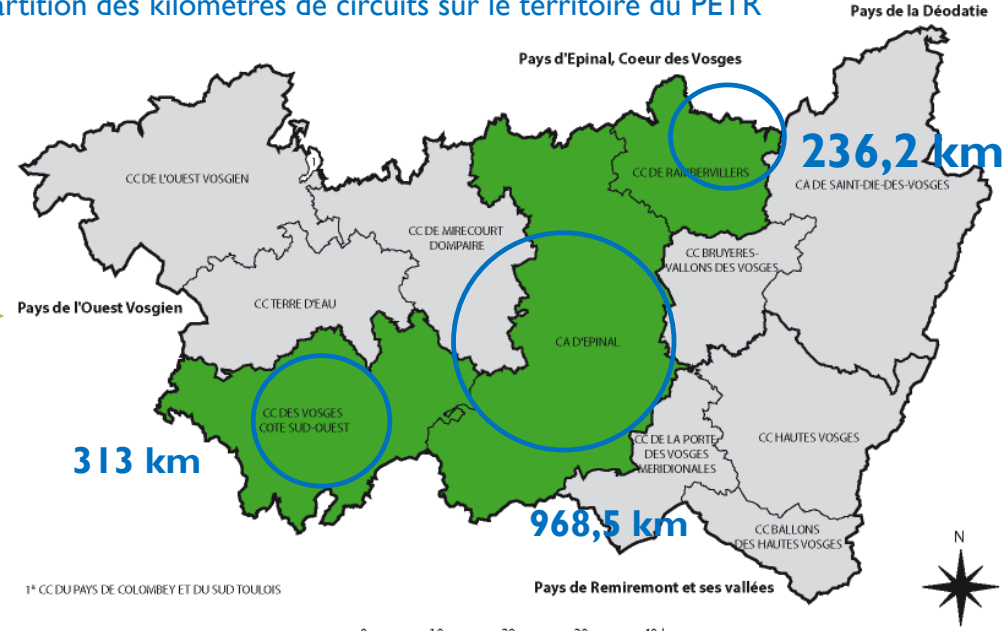 partition des kilomètres de circuits sur le territoire du PETR
Pays de la Déodatie
Pays d'Epinal, Coeur des Vosges
236,2 km
1
CC DE L'OUEST VOSGIEN
CC DE RAMBERVILLERS
CA DE SAINT-DIE-DES-VOSGES
CC DE MIRECOURT
DOMPAIRE
CC BRUYERES-
VALLONS DES VOSGES
Pays de l'Ouest Vosgien
CC TERRE D'EAU
CA D'EPINAL
CC DES VOSGES
COTE SUD-OUEST
CC DE LA PORTE
DES VOSGES
MERIDIONALES
CC HAUTES VOSGES
313 km
968,5 km
CC BALLONS
DES HAUTES VOSGES
N
1* CC DU PAYS DE COLOMBEY ET DU SUD TOULOIS
Pays de Remiremont et ses vallées